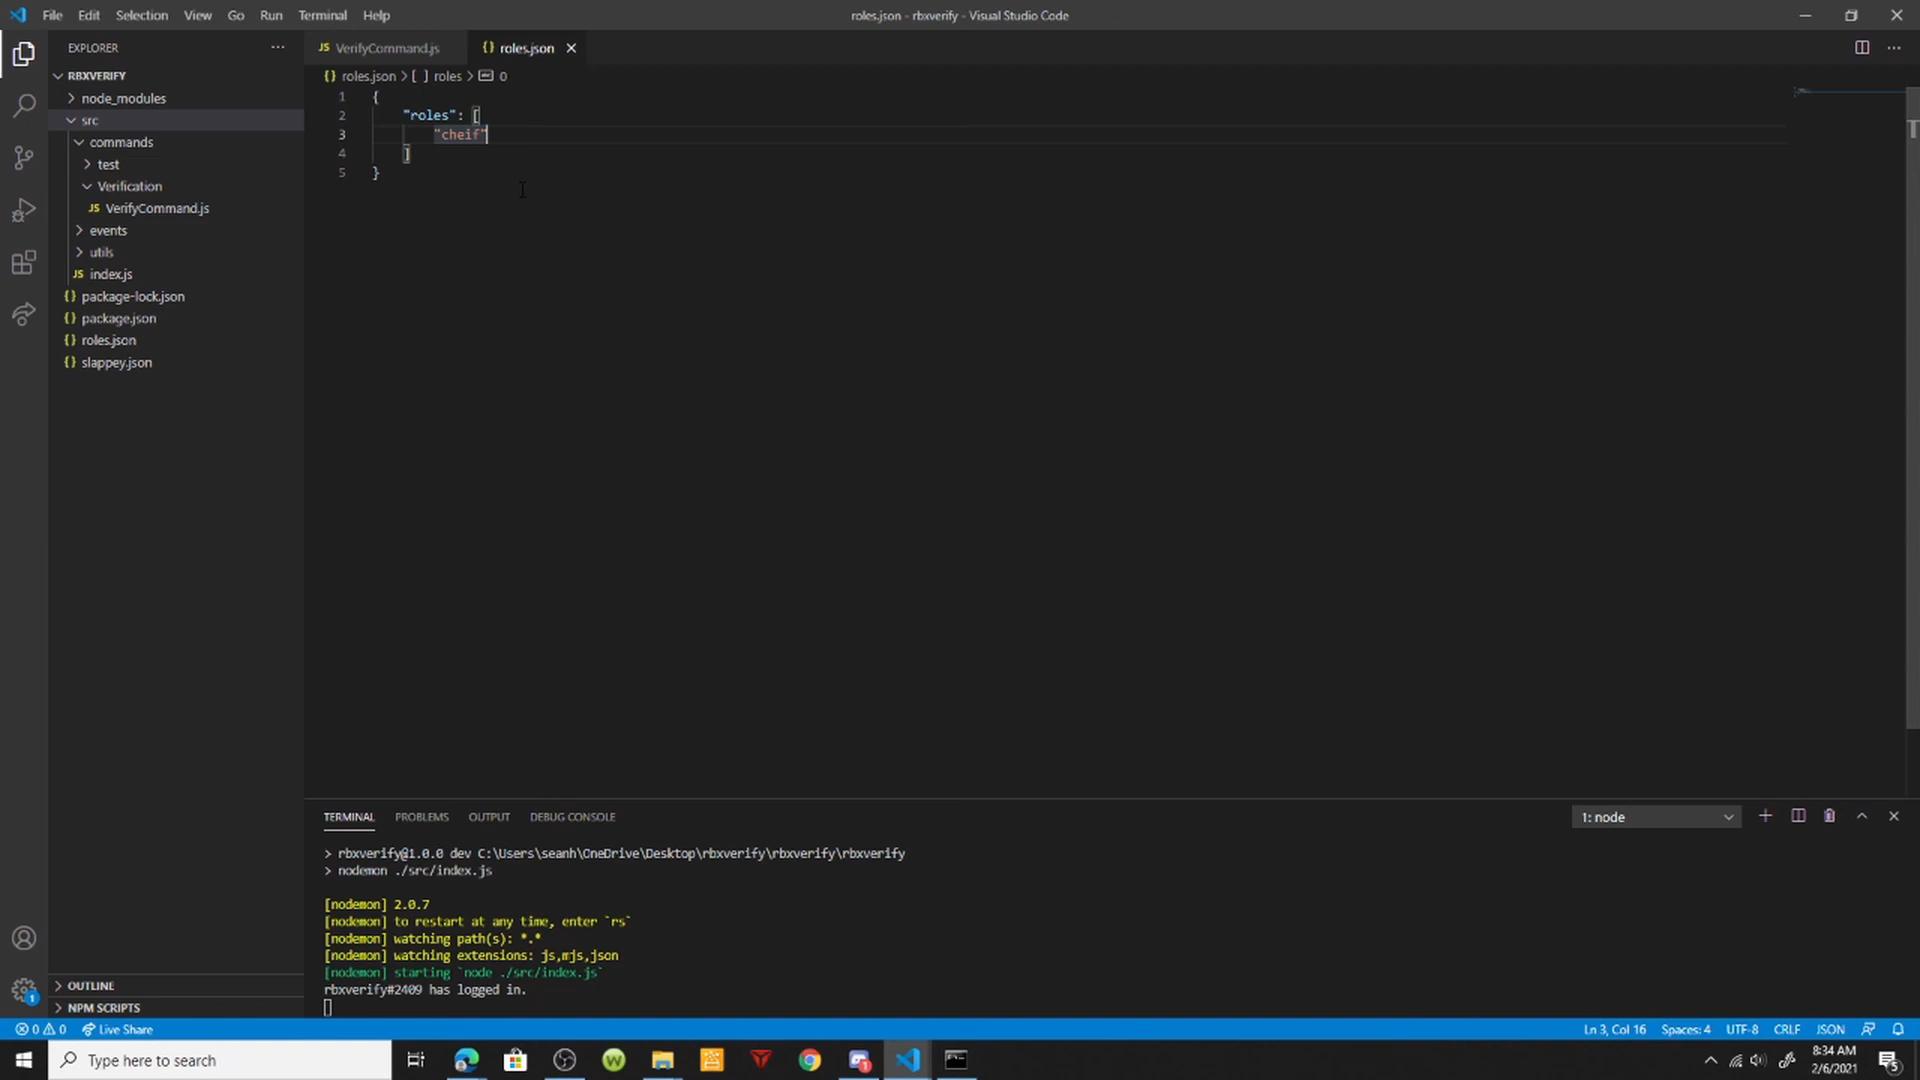 File Edit Selection View Go Run Terminal Help
roles.json - rbxverify - Visual Studio Code
EXPLORER
VerifyCommand.js
roles.json
RBXVERIFY
roles.json > [ ] roles > 0
node_modules
src
commands
test
Verification
VerifyCommand.js
events
utils
index.js
package-lock.json
package.json
roles.json
slappey.json
1 {
2 "roles": [
3 "cheif"
4 ]
5 }
TERMINAL PROBLEMS OUTPUT DEBUG CONSOLE
1: node
> rbxverify@1.0.0 dev C:\Users\seanh\OneDrive\Desktop\rbxverify\rbxverify\rbxverify
> nodemon ./src/index.js
[nodemon] 2.0.7
[nodemon] to restart at any time, enter `rs`
[nodemon] watching path(s): *.*
[nodemon] watching extensions: js,mjs,json
[nodemon] starting `node ./src/index.js`
rbxverify#2409 has logged in.
OUTLINE
NPM SCRIPTS
0 0 Live Share
Ln 3, Col 16 Spaces: 4 UTF-8 CRLF JSON
Type here to search
8:34 AM
2/6/2021